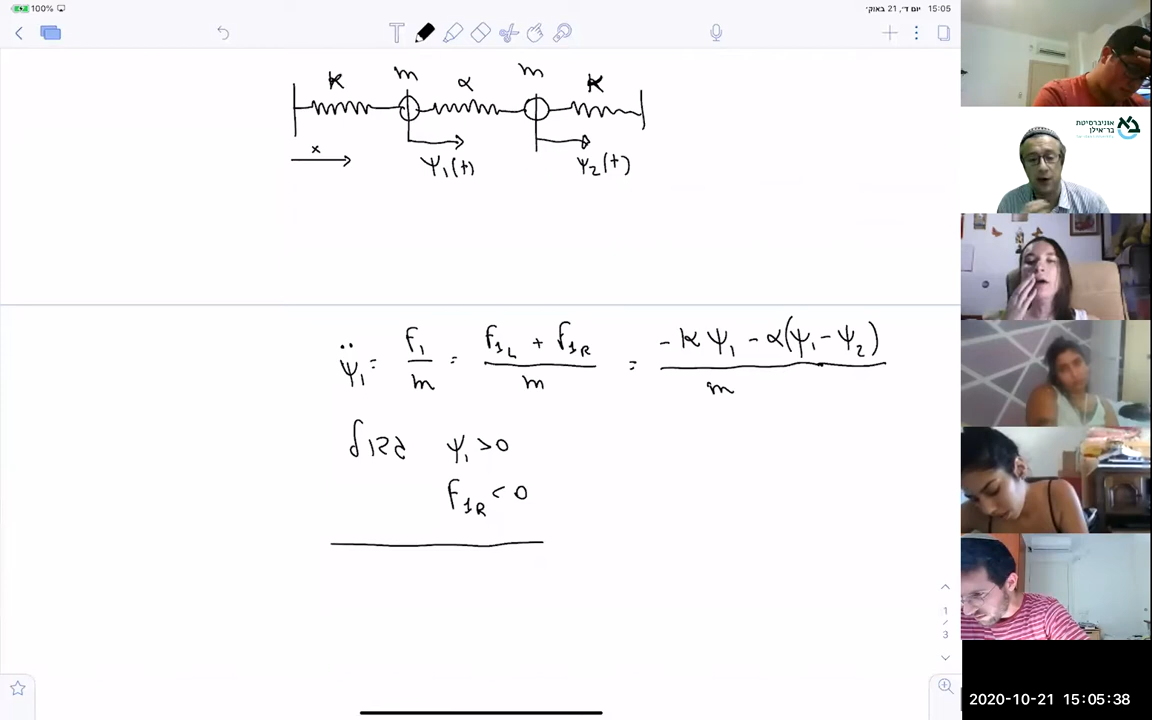 100% יום ד׳, 21 באוק׳ 15:05
T
K m α m K
x
ψ₁(t) ψ₂(t)
אוניברסיטת
בר-אילן
ψ̈₁ = F₁/m = (F₁L + F₁R)/m = (-Kψ₁ - α(ψ₁ - ψ₂))/m
ψ₁ > 0
F₁R < 0
1
/
3
2020-10-21 15:05:38